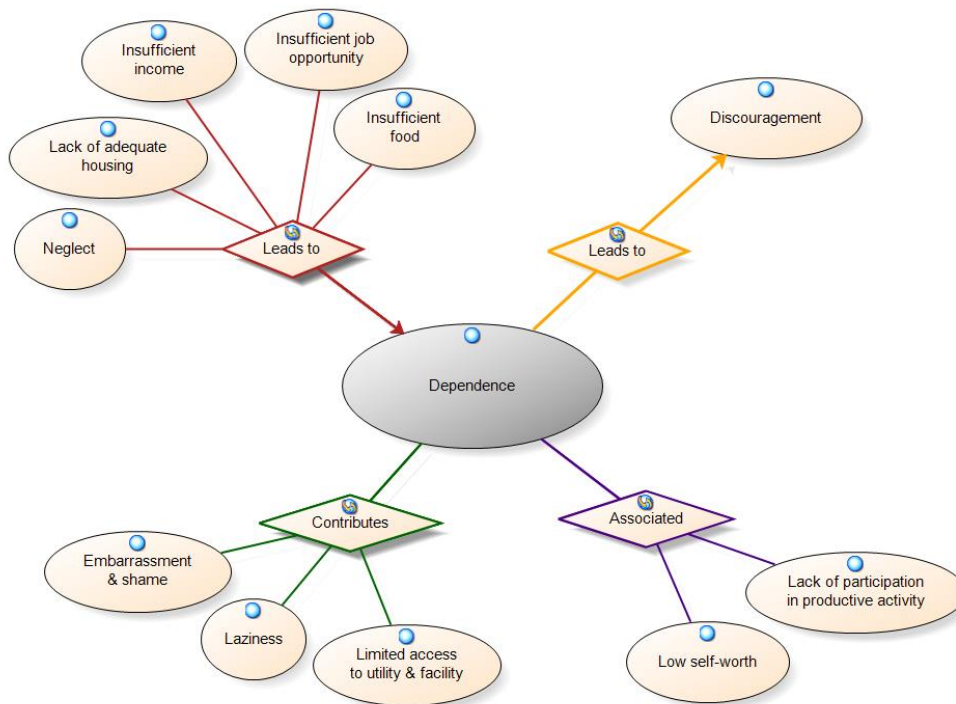 Insufficient
income
Insufficient job
opportunity
Insufficient
food
Lack of adequate
housing
Neglect
Leads to
Discouragement
Leads to
Dependence
Contributes
Associated
Embarrassment
& shame
Laziness
Limited access
to utility & facility
Low self-worth
Lack of participation
in productive activity